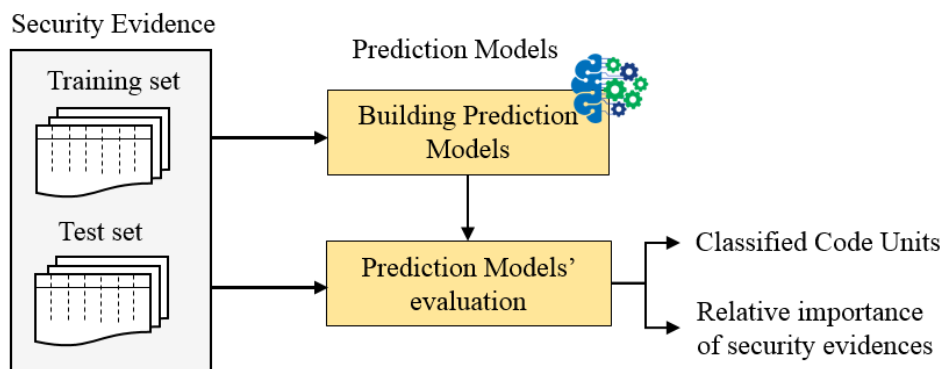 Security Evidence
Training set
Test set
Prediction Models
Building Prediction
Models
Prediction Models’
evaluation
Classified Code Units
Relative importance
of security evidences